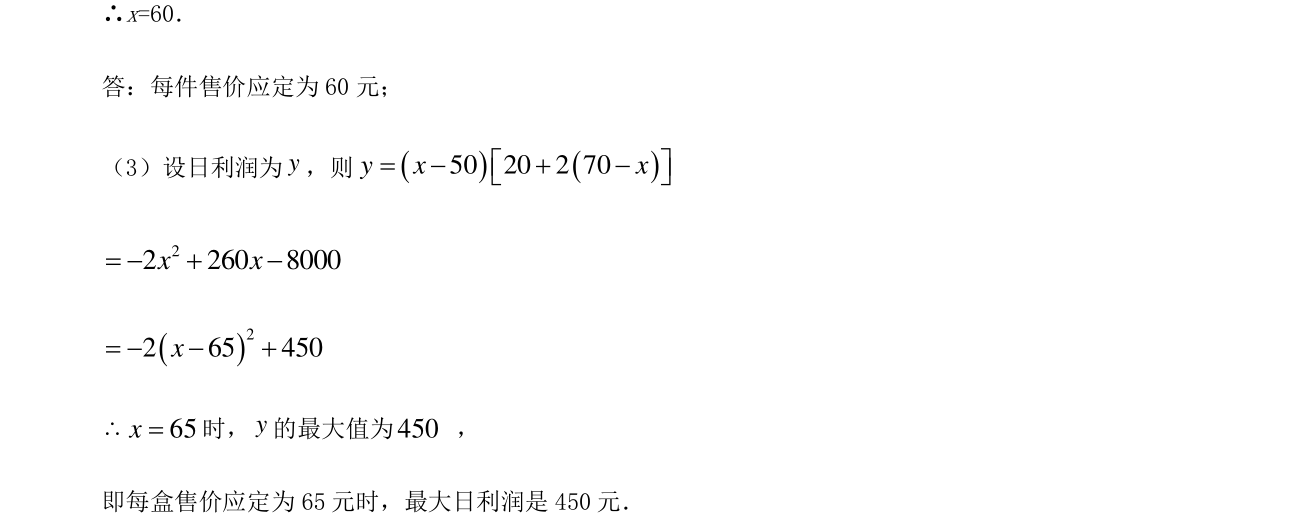 ∴x=60.
答：每件售价应定为 60 元；
（3）设日利润为 y ，则 y=(x−50)[20+2(70−x)]
=−2x²+260x−8000
=−2(x−65)²+450
∴ x=65 时， y 的最大值为 450 ，
即每盒售价应定为 65 元时，最大日利润是 450 元．